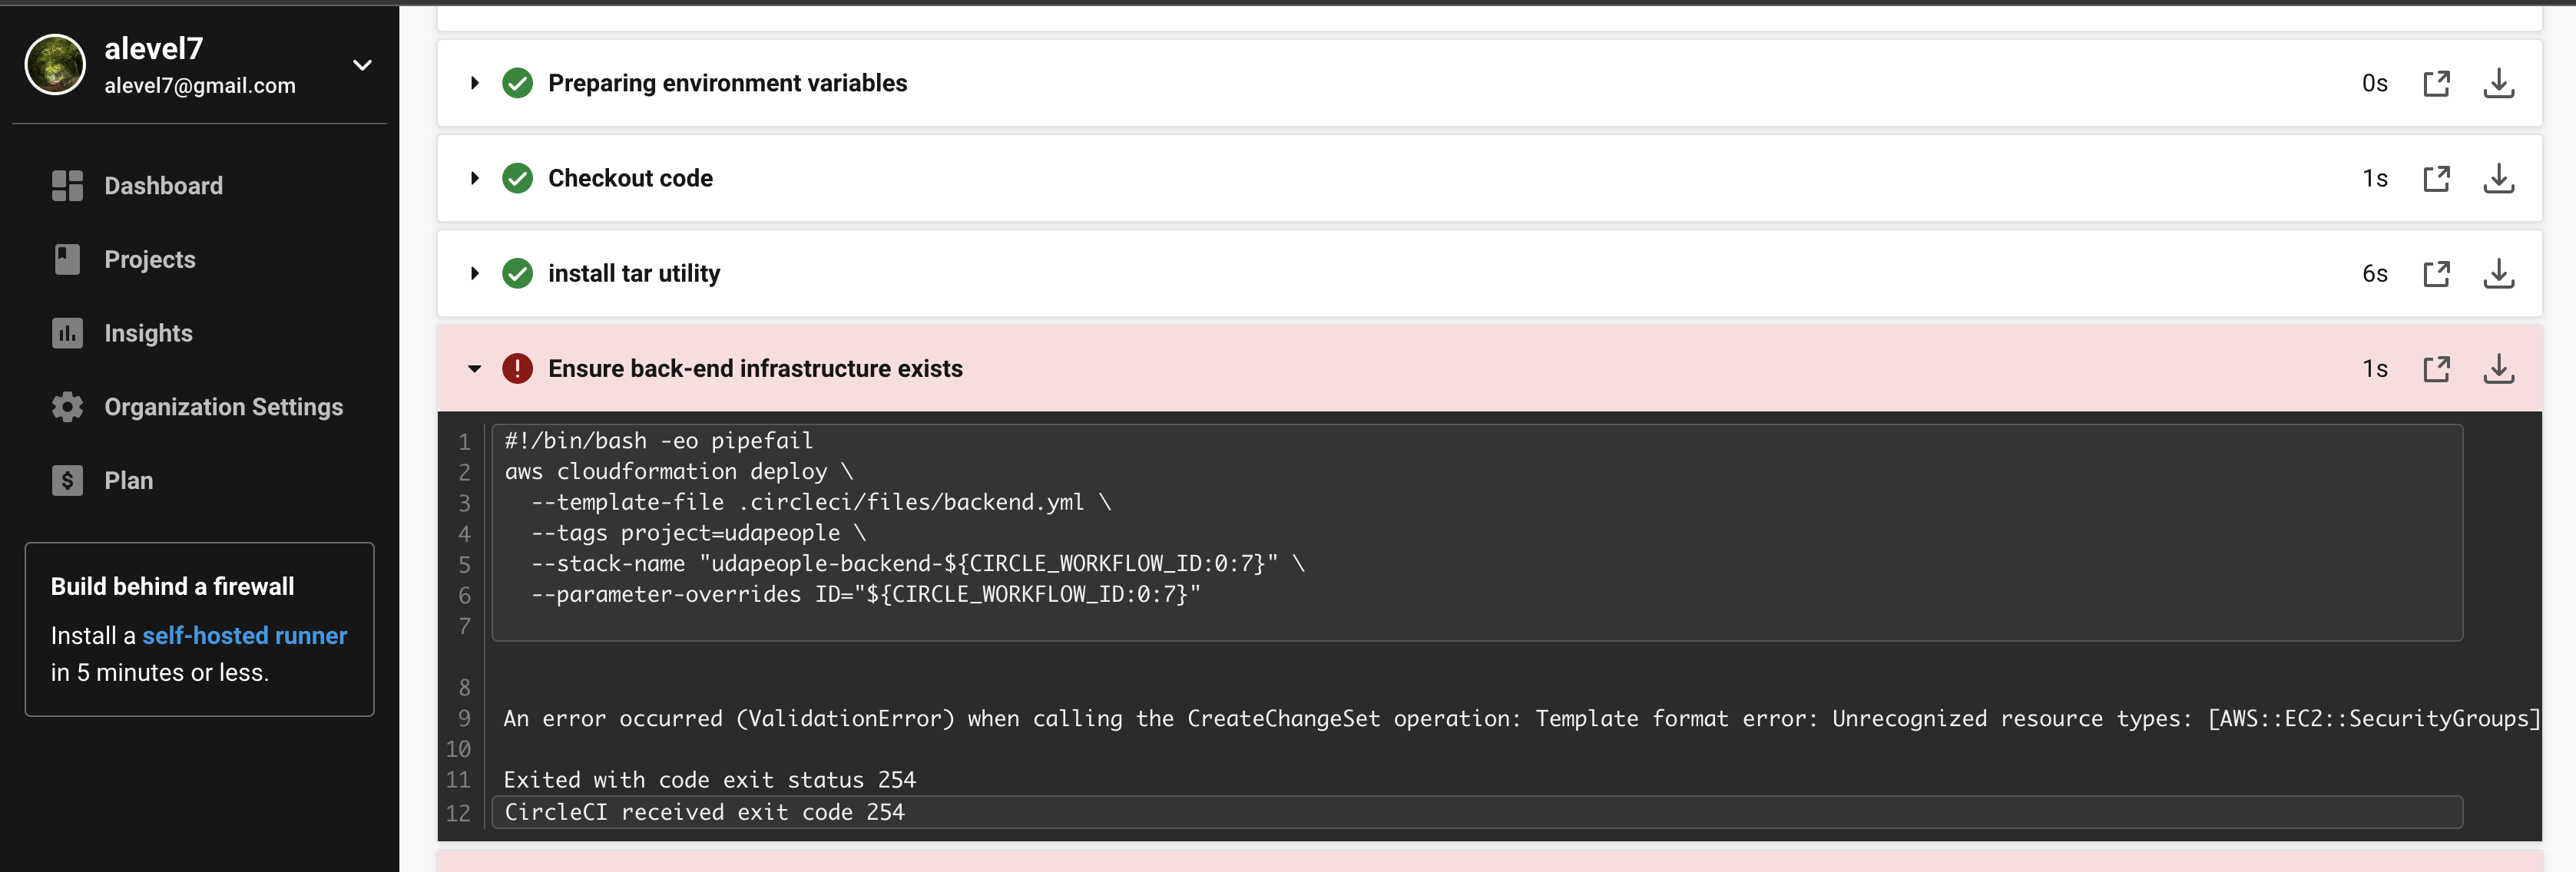 alevel7
alevel7@gmail.com
Dashboard
Projects
Insights
Organization Settings
Plan
Build behind a firewall
Install a self-hosted runner
in 5 minutes or less.
Preparing environment variables
0s
Checkout code
1s
install tar utility
6s
Ensure back-end infrastructure exists
1s
1 #!/bin/bash -eo pipefail
2 aws cloudformation deploy \
3   --template-file .circleci/files/backend.yml \
4   --tags project=udapeople \
5   --stack-name "udapeople-backend-${CIRCLE_WORKFLOW_ID:0:7}" \
6   --parameter-overrides ID="${CIRCLE_WORKFLOW_ID:0:7}"
7
8
9 An error occurred (ValidationError) when calling the CreateChangeSet operation: Template format error: Unrecognized resource types: [AWS::EC2::SecurityGroups]
10
11 Exited with code exit status 254
12 CircleCI received exit code 254